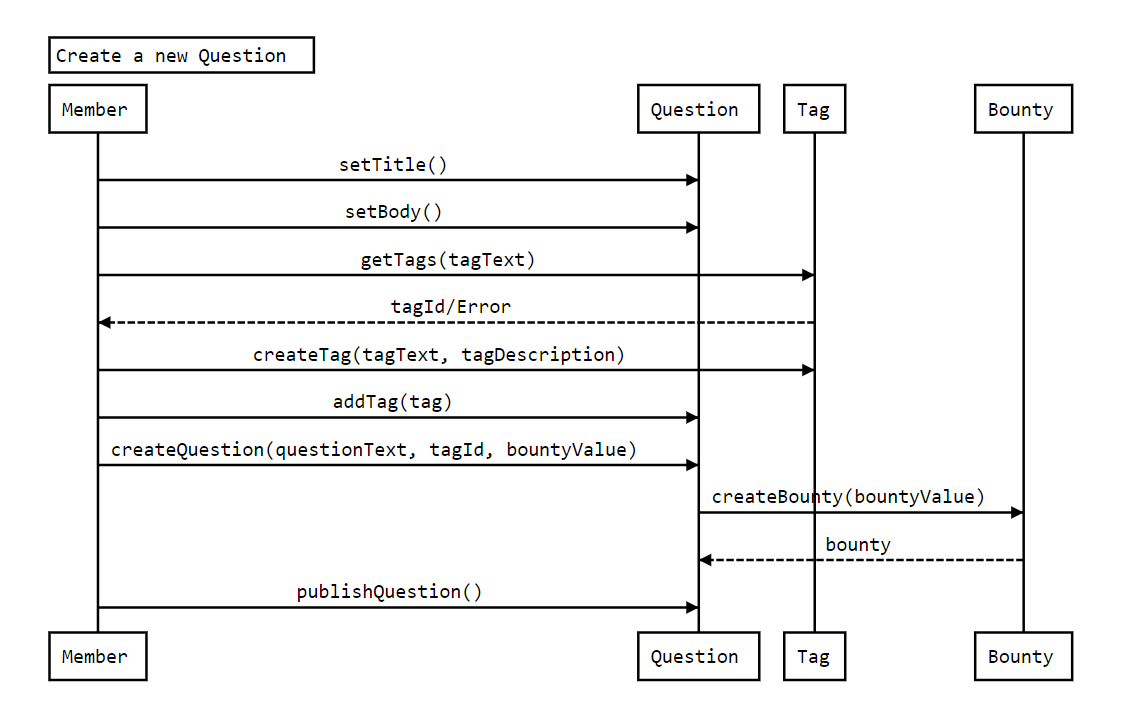 Create a new Question
Member Question Tag Bounty
setTitle()
setBody()
getTags(tagText)
tagId/Error
createTag(tagText, tagDescription)
addTag(tag)
createQuestion(questionText, tagId, bountyValue)
createBounty(bountyValue)
bounty
publishQuestion()
Member Question Tag Bounty